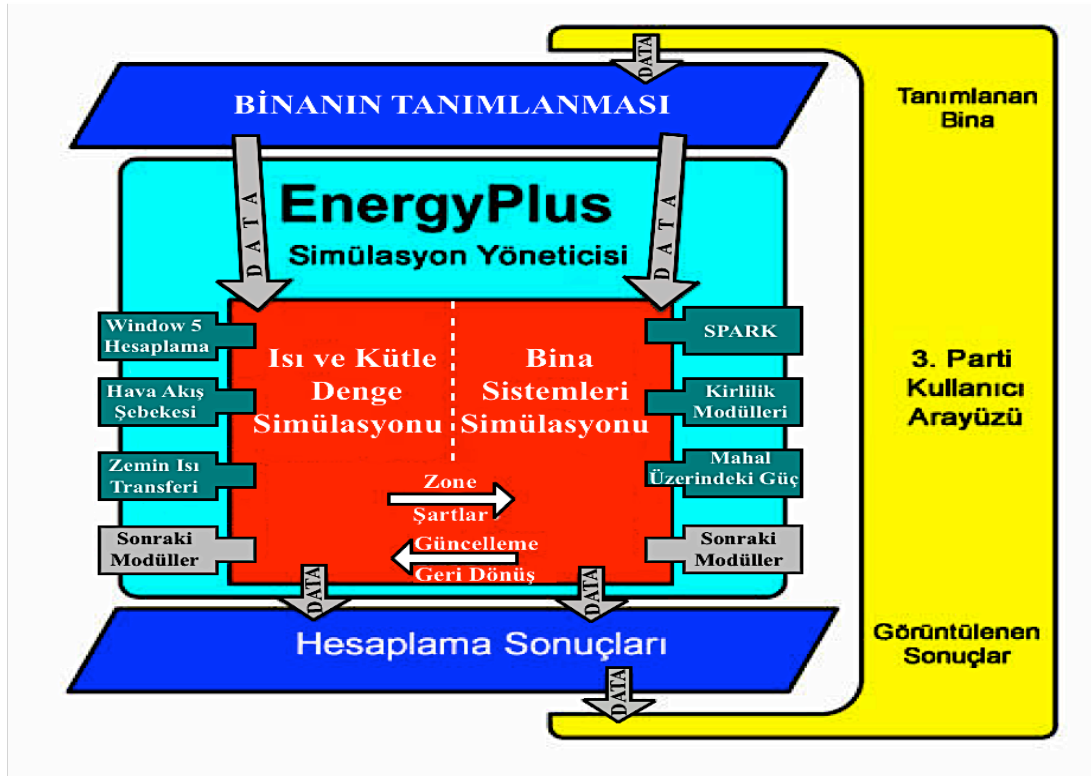 DATA
BİNANIN TANIMLANMASI
Tanımlanan
Bina
DATA
DATA
EnergyPlus
Simülasyon Yöneticisi
Window 5
Hesaplama
Hava Akış
Şebekesi
Zemin Isı
Transferi
Sonraki
Modüller
Isı ve Kütle
Denge
Simülasyonu
Bina
Sistemleri
Simülasyonu
Zone
Şartlar
Güncelleme
Geri Dönüş
SPARK
Kirlilik
Modülleri
Mahal
Üzerindeki Güç
Sonraki
Modüller
3. Parti
Kullanıcı
Arayüzü
DATA
DATA
Hesaplama Sonuçları
Görüntülenen
Sonuçlar
DATA